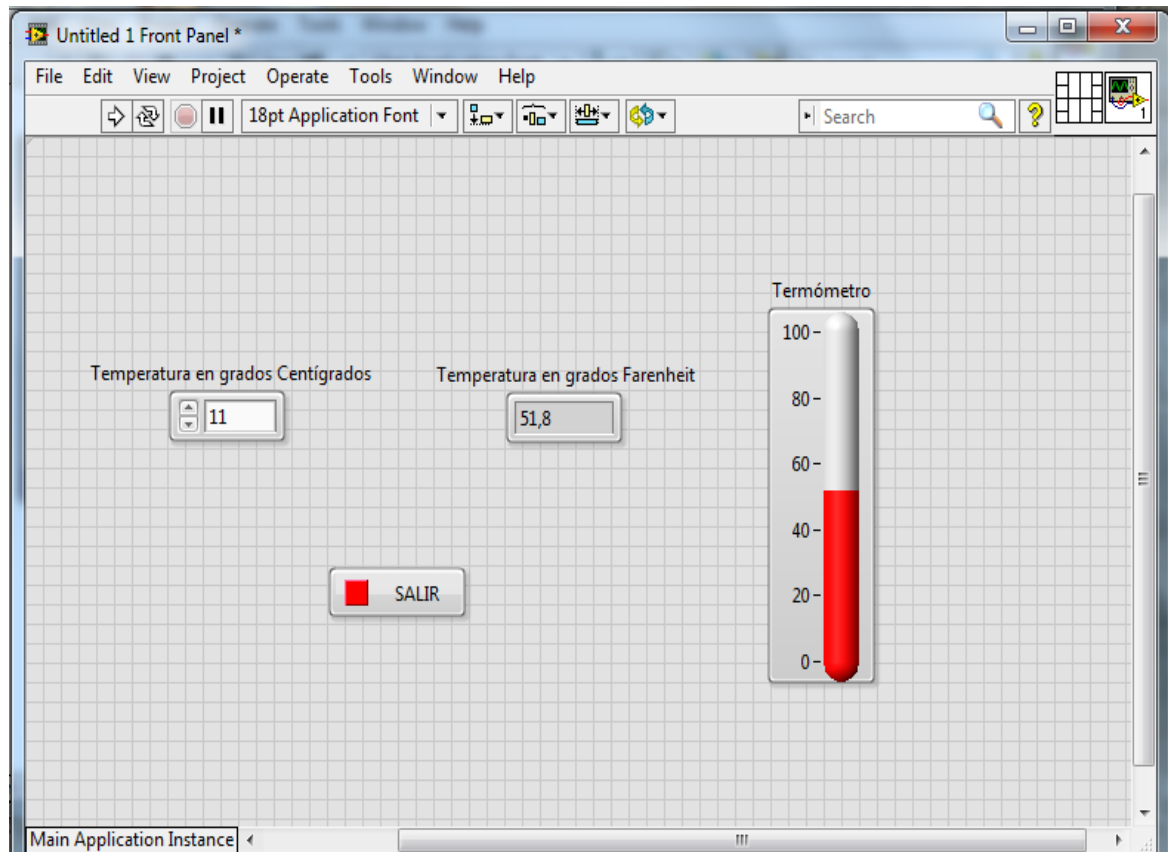 Untitled 1 Front Panel *
File Edit View Project Operate Tools Window Help
18pt Application Font
Search
1
Termómetro
100
Temperatura en grados Centígrados
Temperatura en grados Farenheit
80
11
51,8
60
40
SALIR
20
0
Main Application Instance